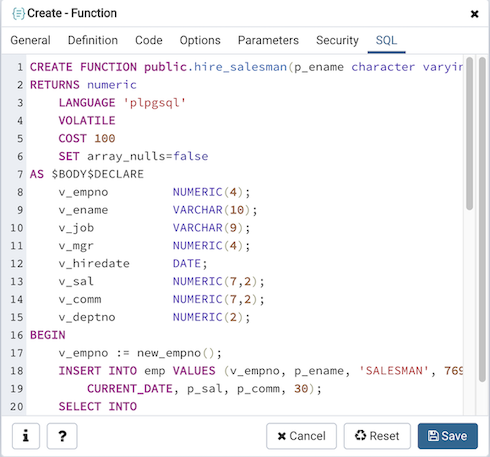 Create - Function
General Definition Code Options Parameters Security SQL
1 CREATE FUNCTION public.hire_salesman(p_ename character varyin
2 RETURNS numeric
3 LANGUAGE 'plpgsql'
4 VOLATILE
5 COST 100
6 SET array_nulls=false
7 AS $BODY$DECLARE
8 v_empno NUMERIC(4);
9 v_ename VARCHAR(10);
10 v_job VARCHAR(9);
11 v_mgr NUMERIC(4);
12 v_hiredate DATE;
13 v_sal NUMERIC(7,2);
14 v_comm NUMERIC(7,2);
15 v_deptno NUMERIC(2);
16 BEGIN
17 v_empno := new_empno();
18 INSERT INTO emp VALUES (v_empno, p_ename, 'SALESMAN', 769
19 CURRENT_DATE, p_sal, p_comm, 30);
20 SELECT INTO
i ? Cancel Reset Save